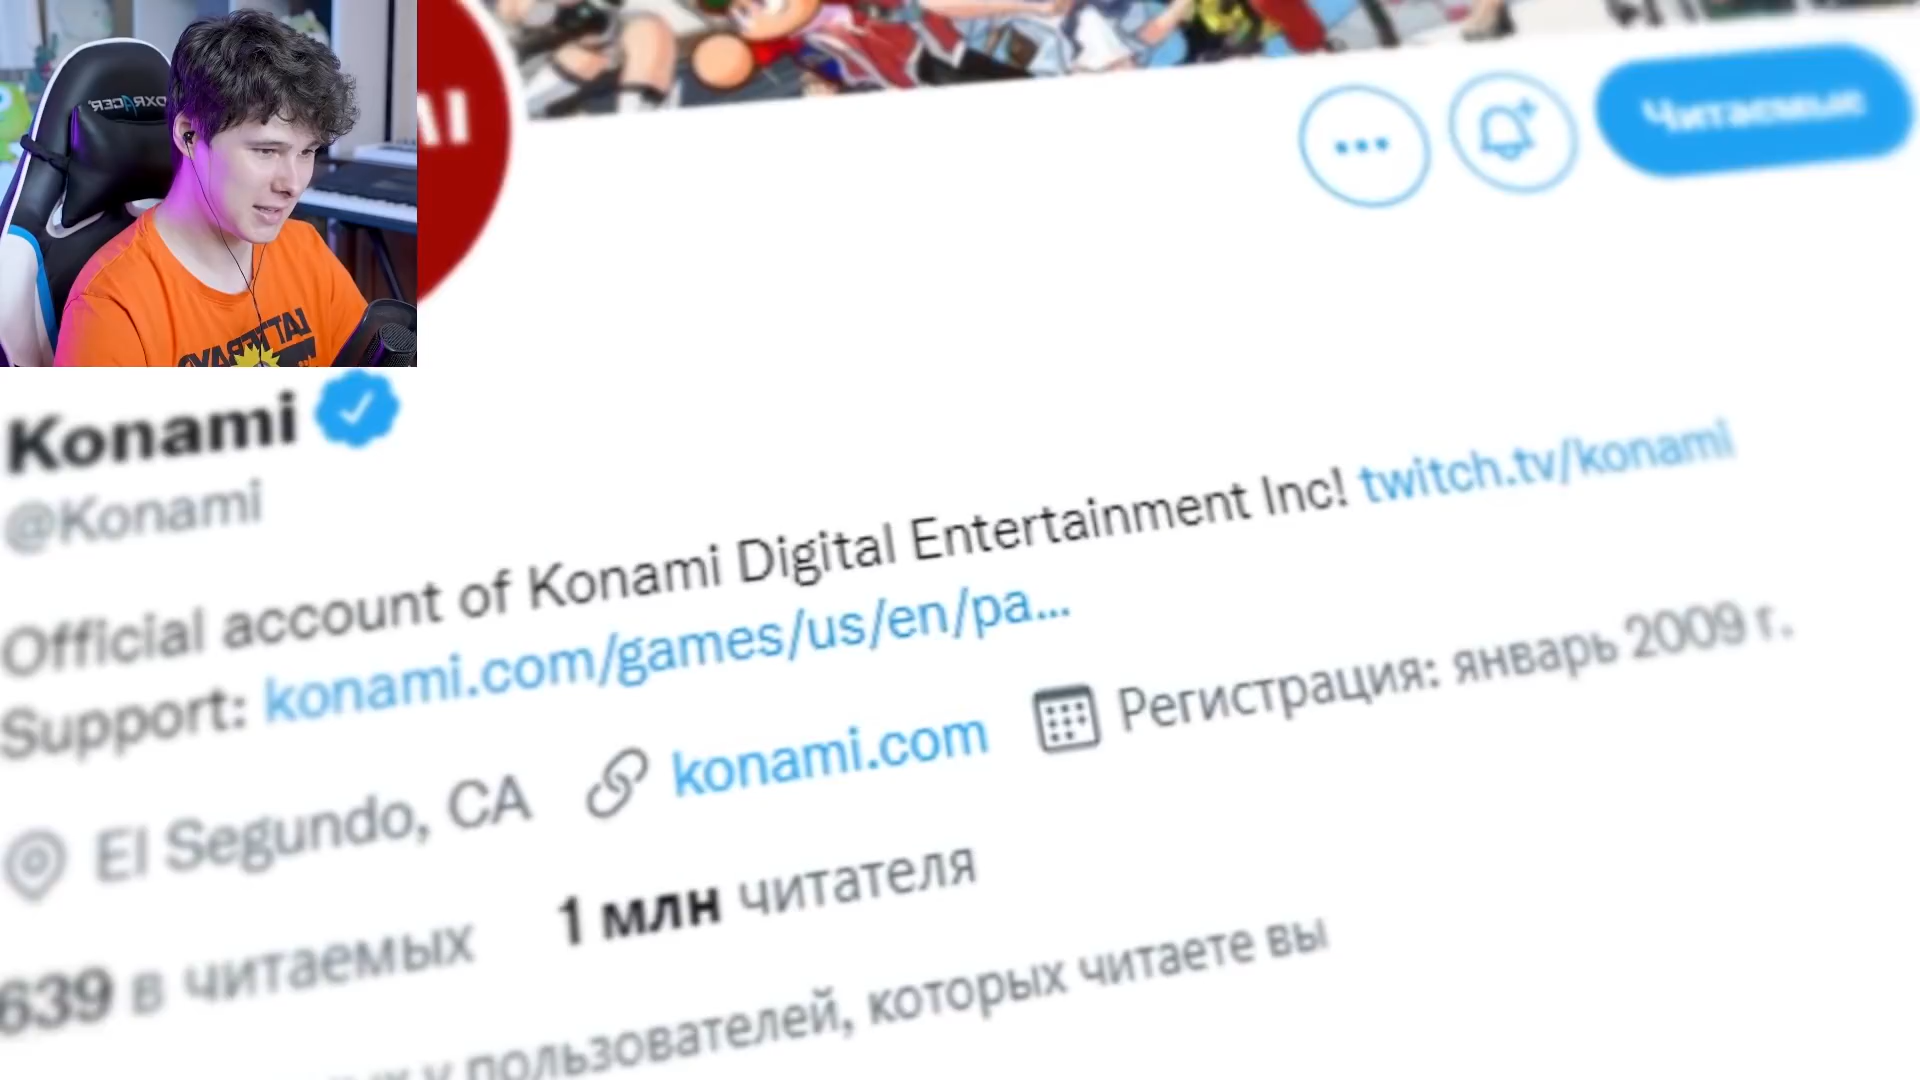 MI
Читаемые
Konami
@Konami
Official account of Konami Digital Entertainment Inc! twitch.tv/konami
Support: konami.com/games/us/en/pa...
El Segundo, CA konami.com Регистрация: январь 2009 г.
639 в читаемых 1 млн читателя
у пользователей, которых читаете вы